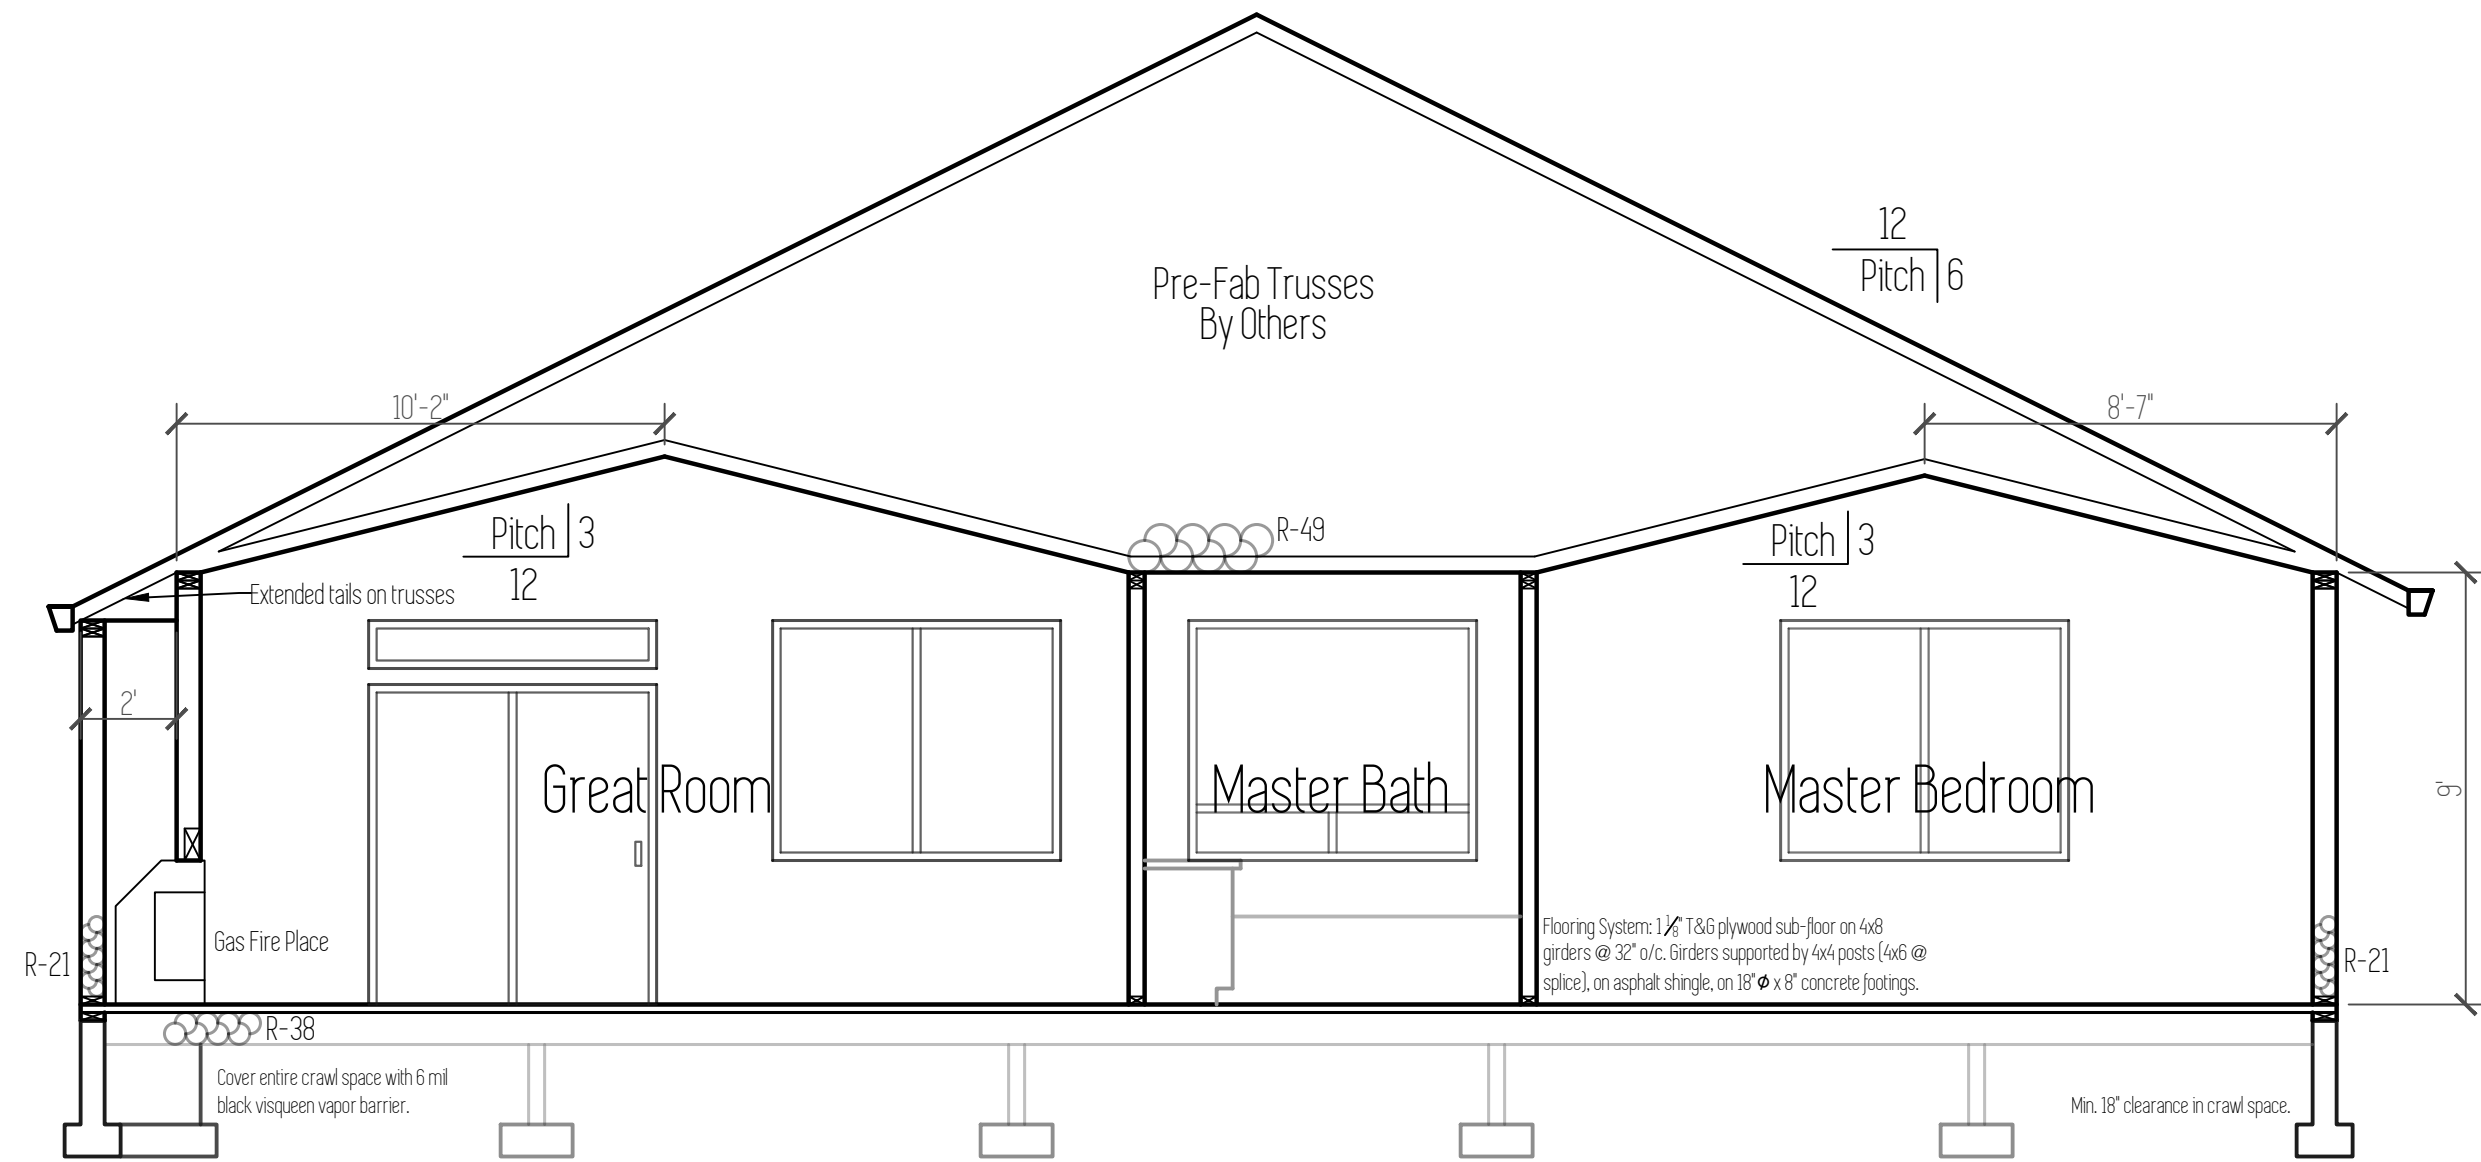 12
Pitch 6
Pre-Fab Trusses
By Others
10'-2"
8'-7"
Pitch 3
12
R-49
Pitch 3
12
Extended tails on trusses
2'
Great Room
Master Bath
Master Bedroom
9'
Gas Fire Place
R-21
Flooring System: 1 1/8" T&G plywood sub-floor on 4x8
girders @ 32" o/c. Girders supported by 4x4 posts (4x6 @
splice), on asphalt shingle, on 18"Ø x 8" concrete footings.
R-21
R-38
Cover entire crawl space with 6 mil
black visqueen vapor barrier.
Min. 18" clearance in crawl space.